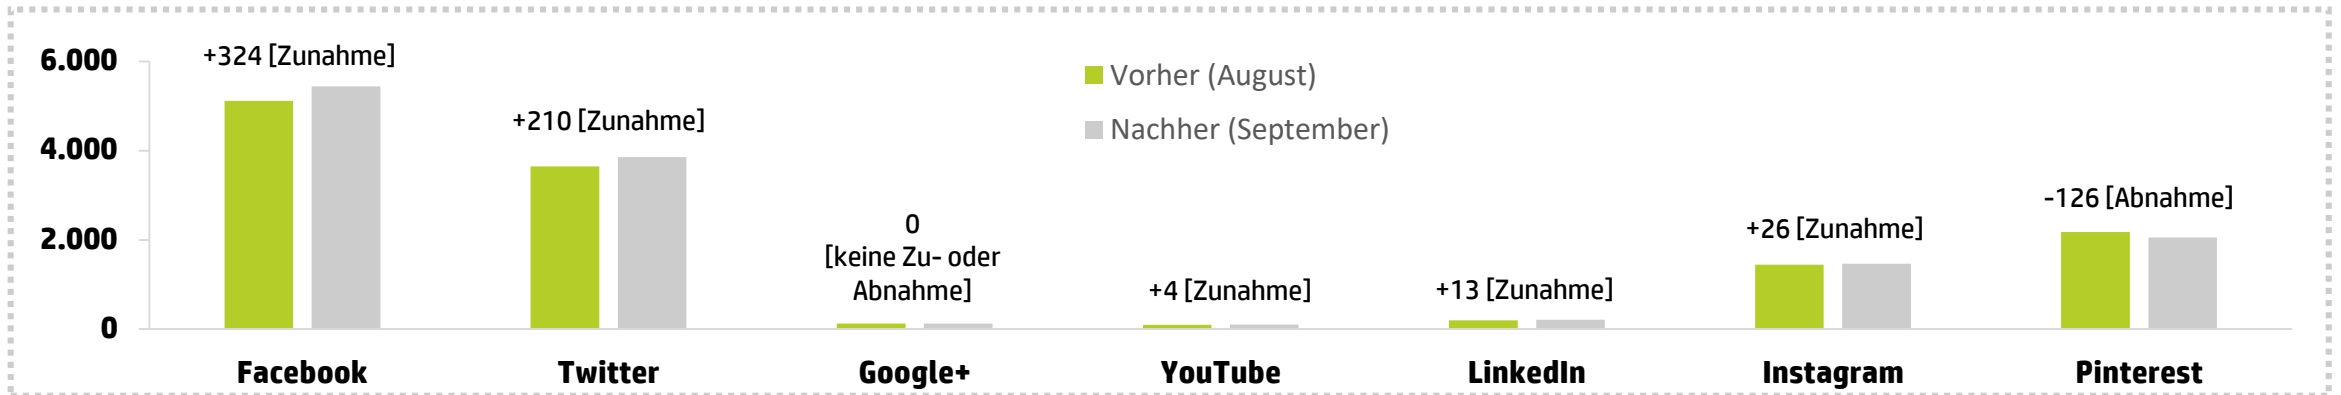 6.000
4.000
2.000
0
+324 [Zunahme]
+210 [Zunahme]
0
[keine Zu- oder
Abnahme]
+4 [Zunahme]
+13 [Zunahme]
+26 [Zunahme]
-126 [Abnahme]
Vorher (August)
Nachher (September)
Facebook
Twitter
Google+
YouTube
LinkedIn
Instagram
Pinterest